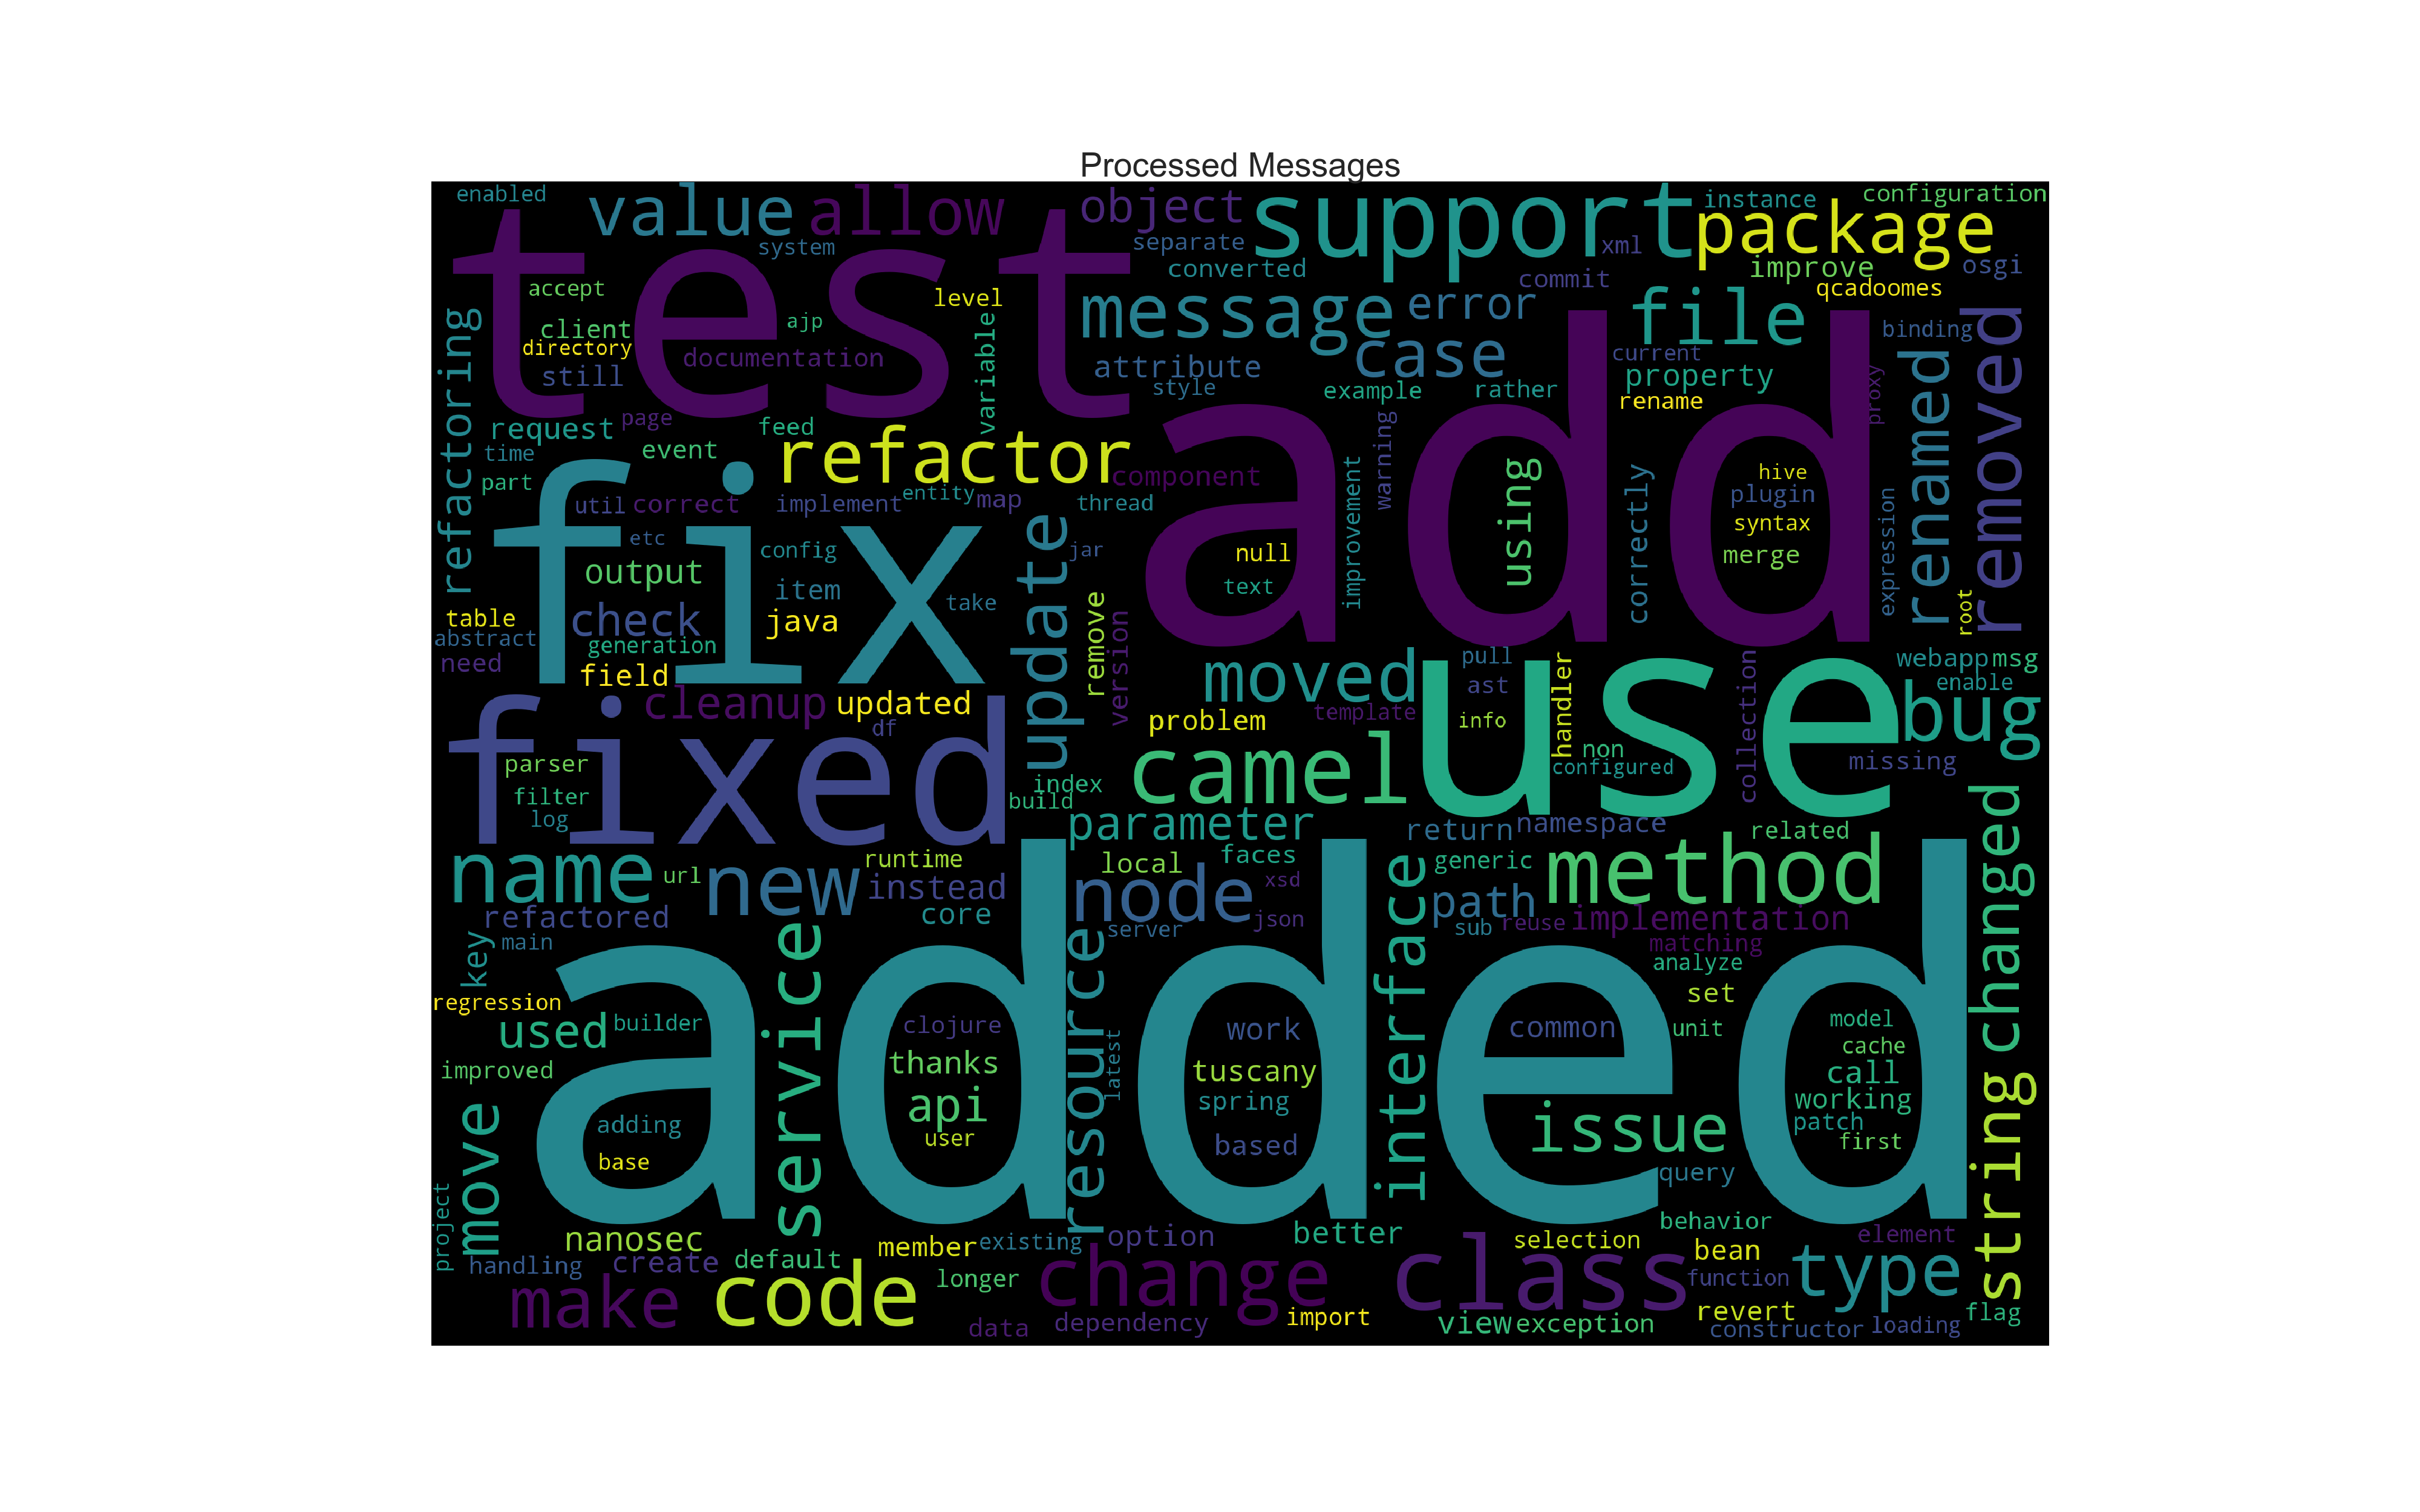 Processed Messages
enabled
value
allow
object
support
instance
configuration
test
system
separate
xml
package
converted
commit
improve
osgi
accept
level
message
error
file
qcadoomes
removed
refactoring
client
ajp
variable
case
binding
directory
documentation
attribute
current
renamed
still
style
example
rather
property
proxy
rename
add
request
page
feed
refactor
warning
time
event
component
using
correctly
hive
part
util
correct
implement
entity
map
thread
improvement
plugin
syntax
expression
fix
etc
config
update
jar
null
merge
output
item
take
text
table
check
java
remove
version
root
abstract
generation
need
field
moved
pull
handler
collection
webapp
msg
cleanup
updated
ast
use
enable
fixed
df
problem
template
info
bug
parser
camel
non
configured
missing
filter
index
build
log
parameter
return
namespace
related
changed
name
url
new
runtime
local
faces
generic
method
instead
node
xsd
interface
path
refactored
core
resource
server
json
sub
reuse
implementation
key
main
service
matching
analyze
added
regression
set
used
builder
clojure
latest
work
common
unit
model
string
improved
thanks
tuscany
cache
call
move
adding
api
spring
issue
working
patch
user
based
first
base
query
project
nanosec
member
existing
option
better
behavior
element
handling
create
default
selection
bean
type
make
code
longer
change
class
function
data
dependency
import
view
exception
revert
constructor
loading
flag